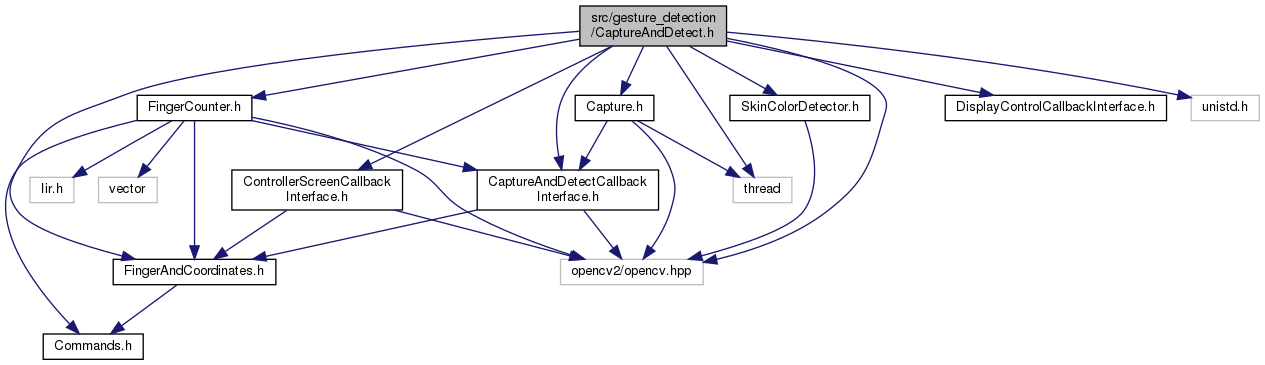 src/gesture_detection
/CaptureAndDetect.h
FingerCounter.h
Capture.h
SkinColorDetector.h
DisplayControlCallbackInterface.h
unistd.h
lir.h
vector
ControllerScreenCallback
Interface.h
CaptureAndDetectCallback
Interface.h
thread
FingerAndCoordinates.h
opencv2/opencv.hpp
Commands.h